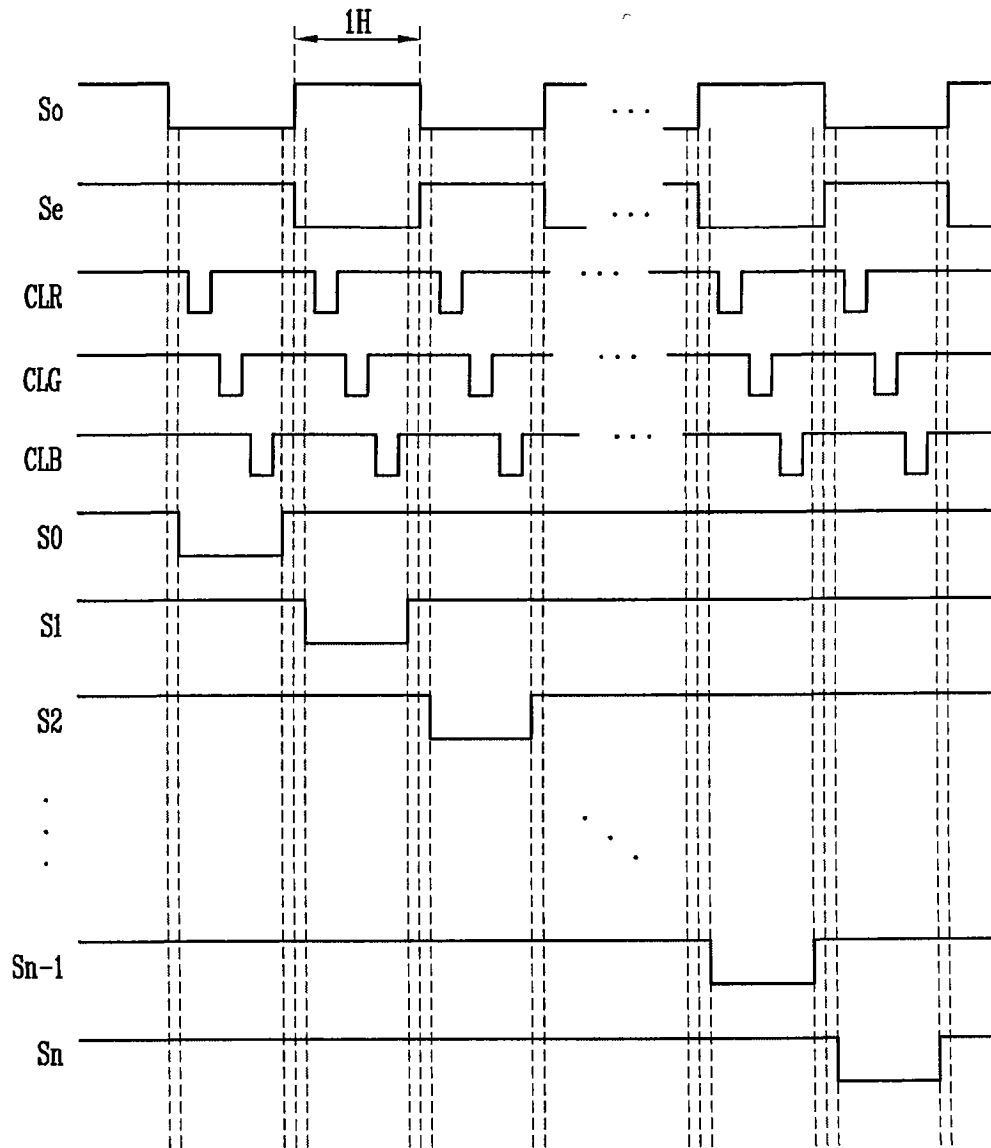 1H
So
. . .
Se
. . .
CLR
. . .
CLG
. . .
CLB
. . .
S0
S1
S2
Sn-1
Sn